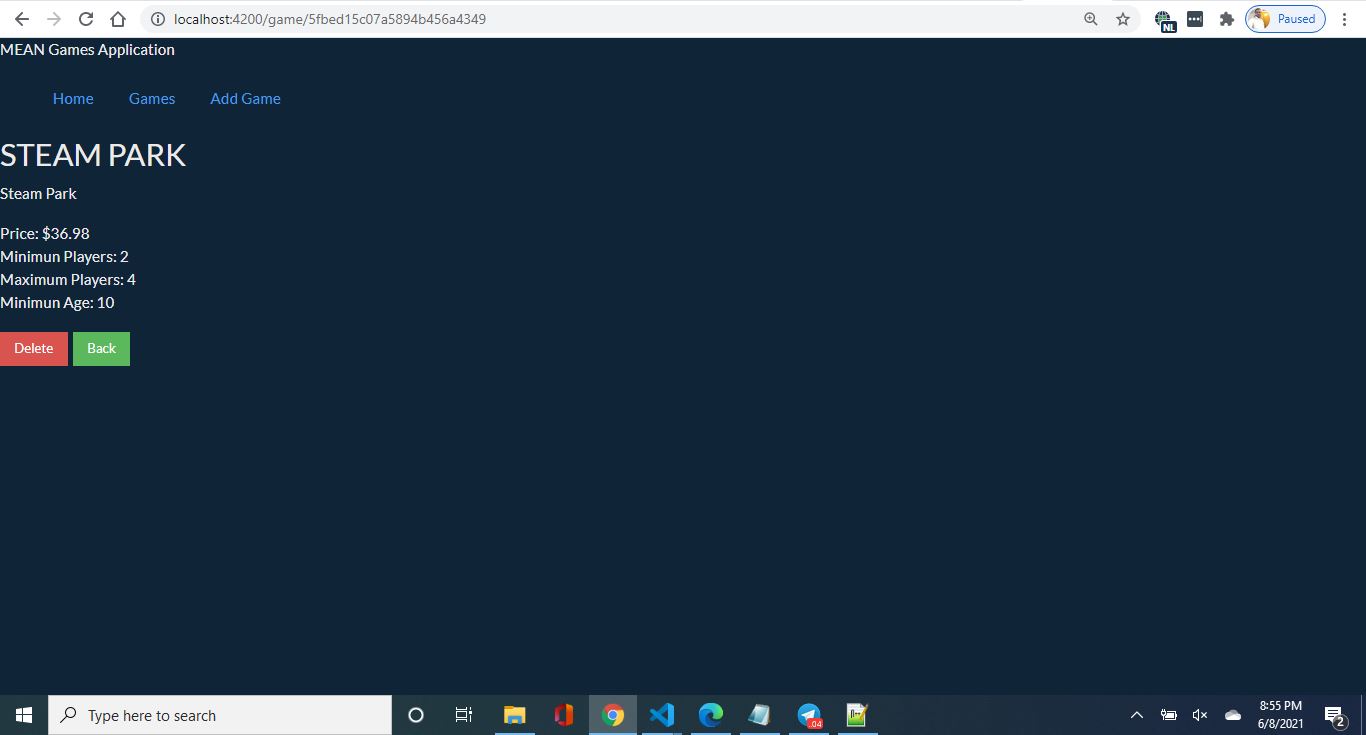 localhost:4200/game/5fbed15c07a5894b456a4349
NL
Paused
MEAN Games Application
Home Games Add Game
STEAM PARK
Steam Park
Price: $36.98
Minimun Players: 2
Maximum Players: 4
Minimun Age: 10
Delete Back
Type here to search
.04
8:55 PM
6/8/2021
2